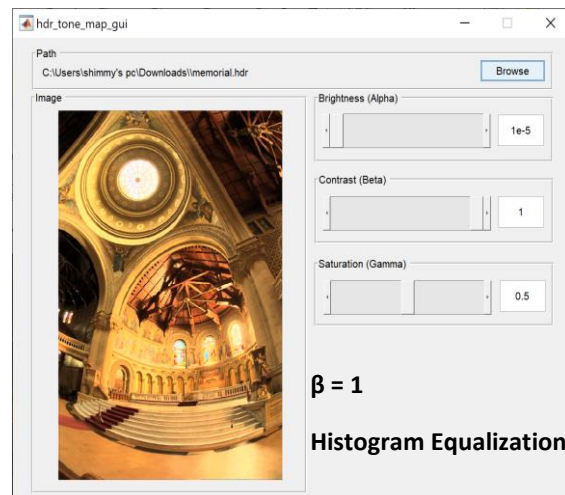 hdr_tone_map_gui
Path
C:\Users\shimmy's pc\Downloads\\memorial.hdr
Browse
Image
Brightness (Alpha)
1e-5
Contrast (Beta)
1
Saturation (Gamma)
0.5
β = 1
Histogram Equalization